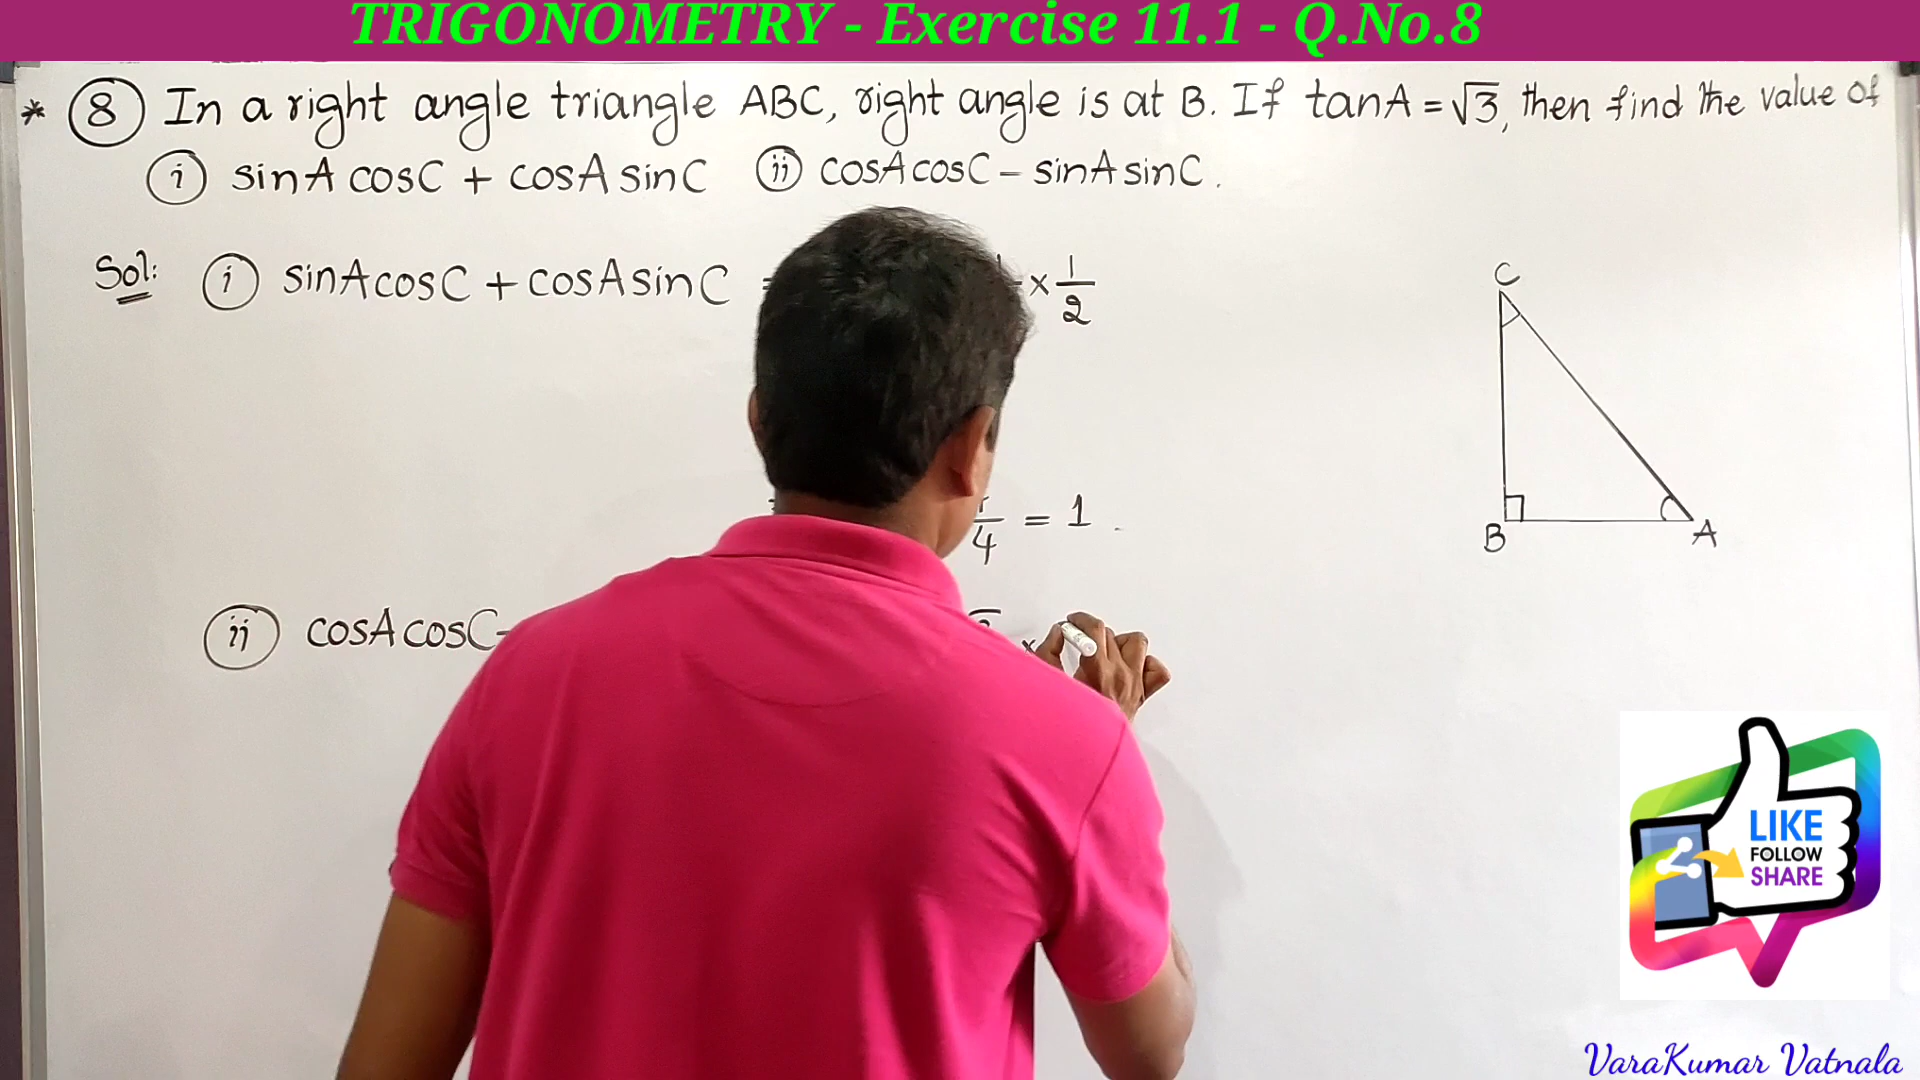 TRIGONOMETRY - Exercise 11.1 - Q.No.8
* 8 In a right angle triangle ABC, right angle is at B. If tanA = √3, then find the value of
i sinA cosC + cosA sinC ii cosA cosC - sinA sinC.
Sol: i sinA cosC + cosA sinC = × 1/2
/4 = 1
ii cosA cosC - ×
C
B A
LIKE
FOLLOW
SHARE
VaraKumar Vatnala